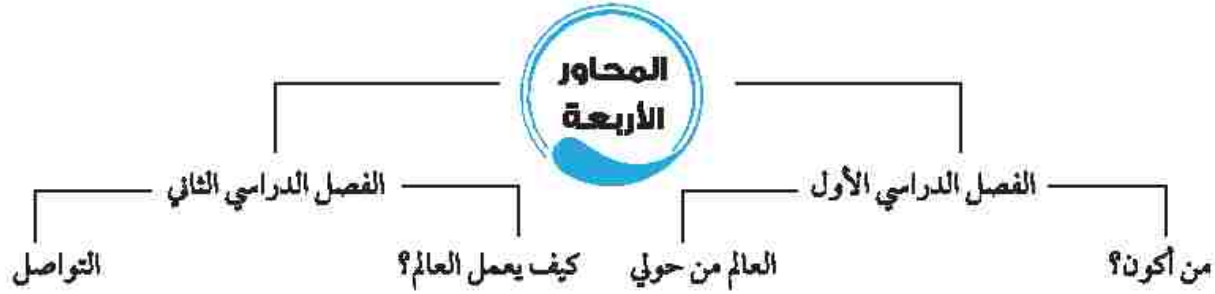 المحاور
الأربعة
الفصل الدراسي الأول
الفصل الدراسي الثاني
من أكون؟
العالم من حولي
كيف يعمل العالم؟
التواصل